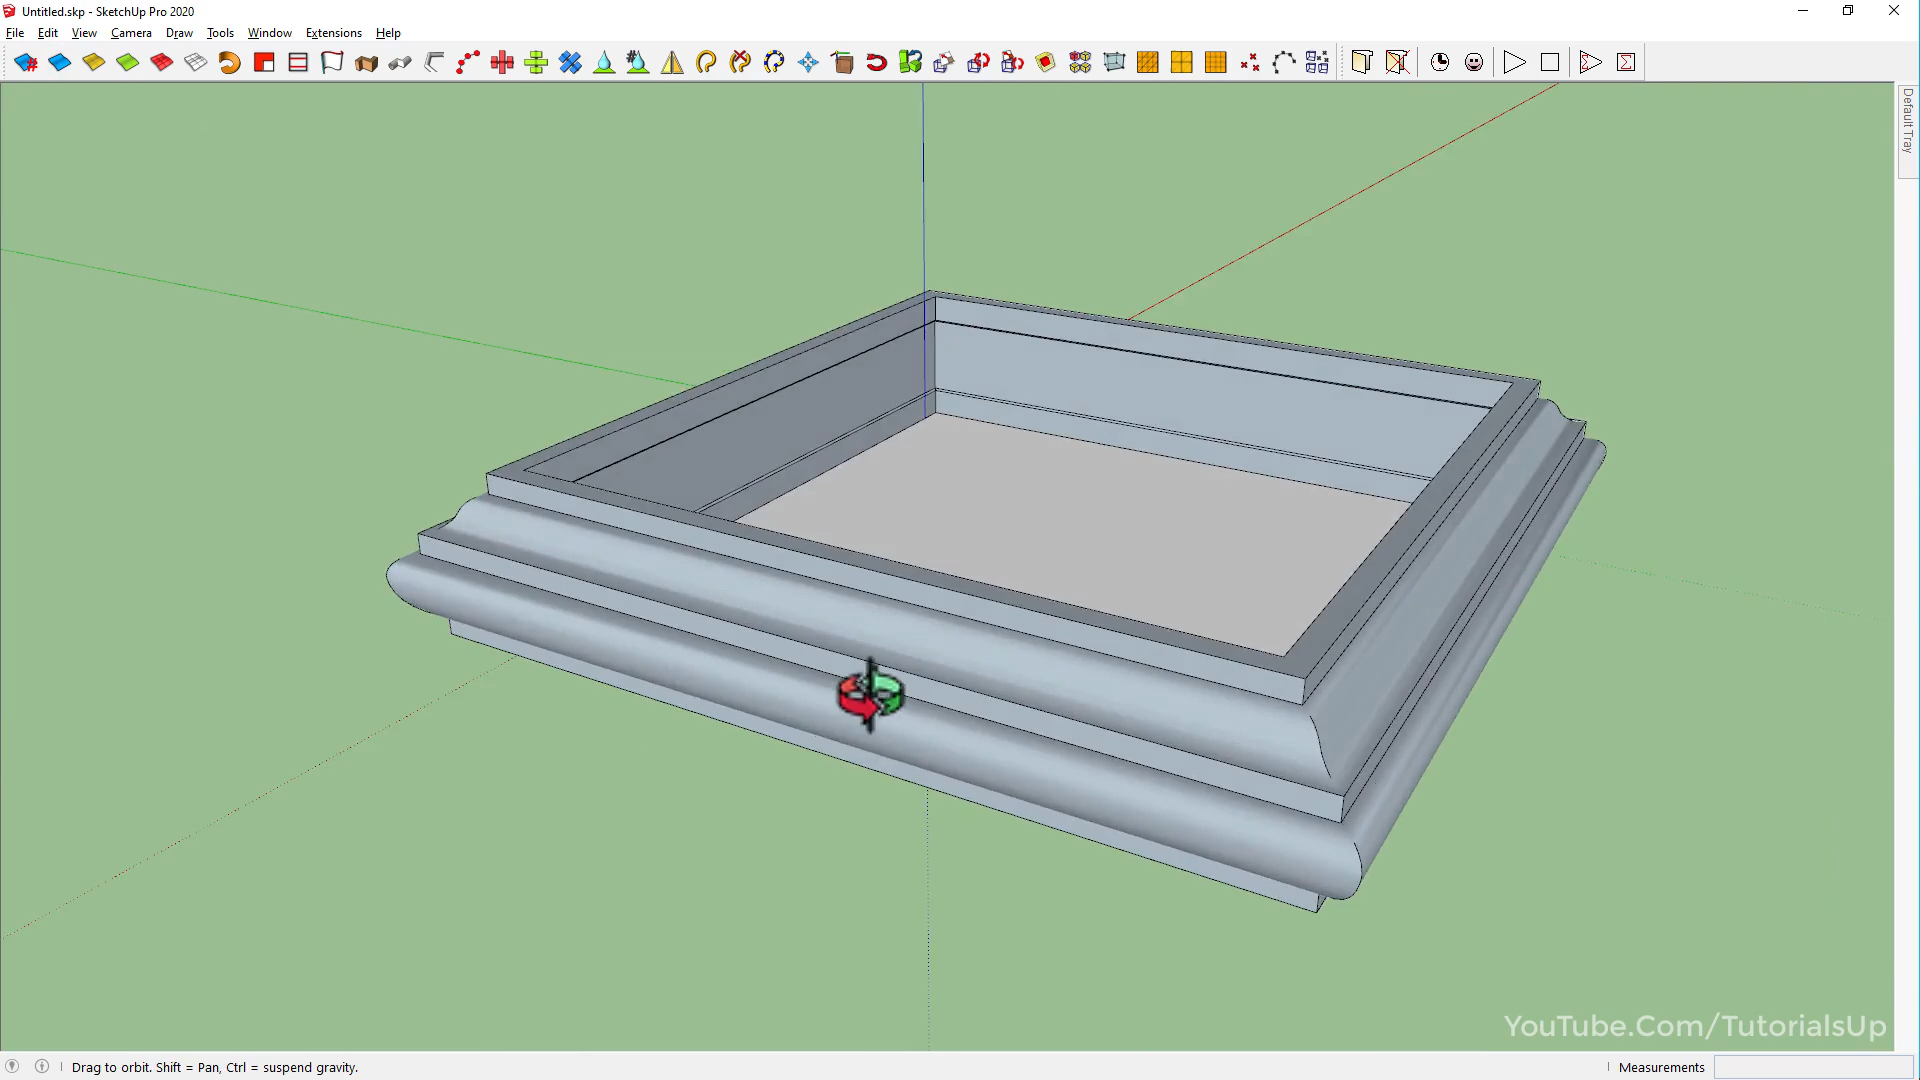 Untitled.skp - SketchUp Pro 2020
File Edit View Camera Draw Tools Window Extensions Help
Default Tray
YouTube.Com/TutorialsUp
Drag to orbit. Shift = Pan, Ctrl = suspend gravity.
Measurements